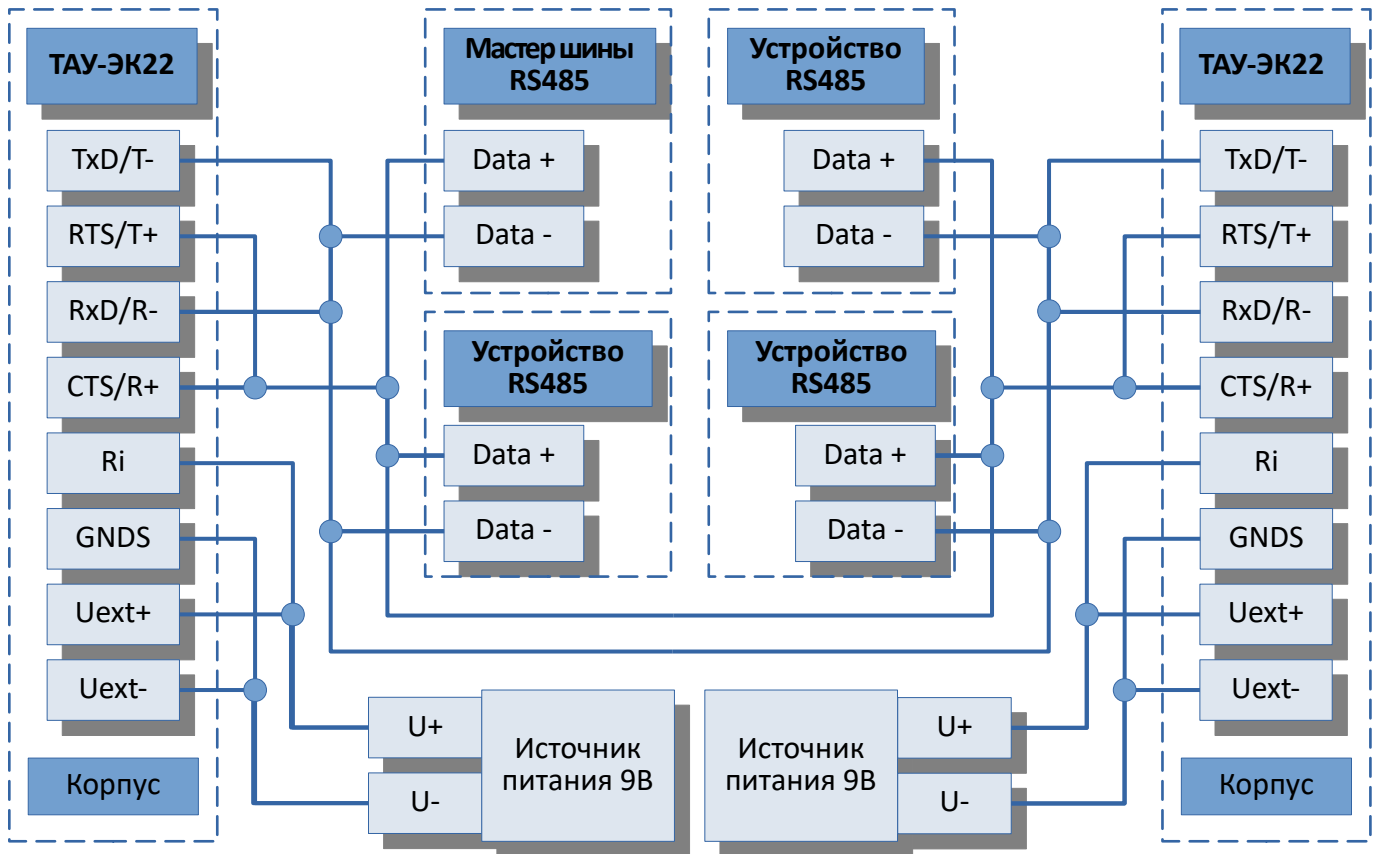 ТАУ-ЭК22
TxD/T-
RTS/T+
RxD/R-
CTS/R+
Ri
GNDS
Uext+
Uext-
Корпус
Мастер шины
RS485
Data +
Data -
Устройство
RS485
Data +
Data -
Устройство
RS485
Data +
Data -
Устройство
RS485
Data +
Data -
U+
U-
Источник
питания 9В
Источник
питания 9В
U+
U-
ТАУ-ЭК22
TxD/T-
RTS/T+
RxD/R-
CTS/R+
Ri
GNDS
Uext+
Uext-
Корпус